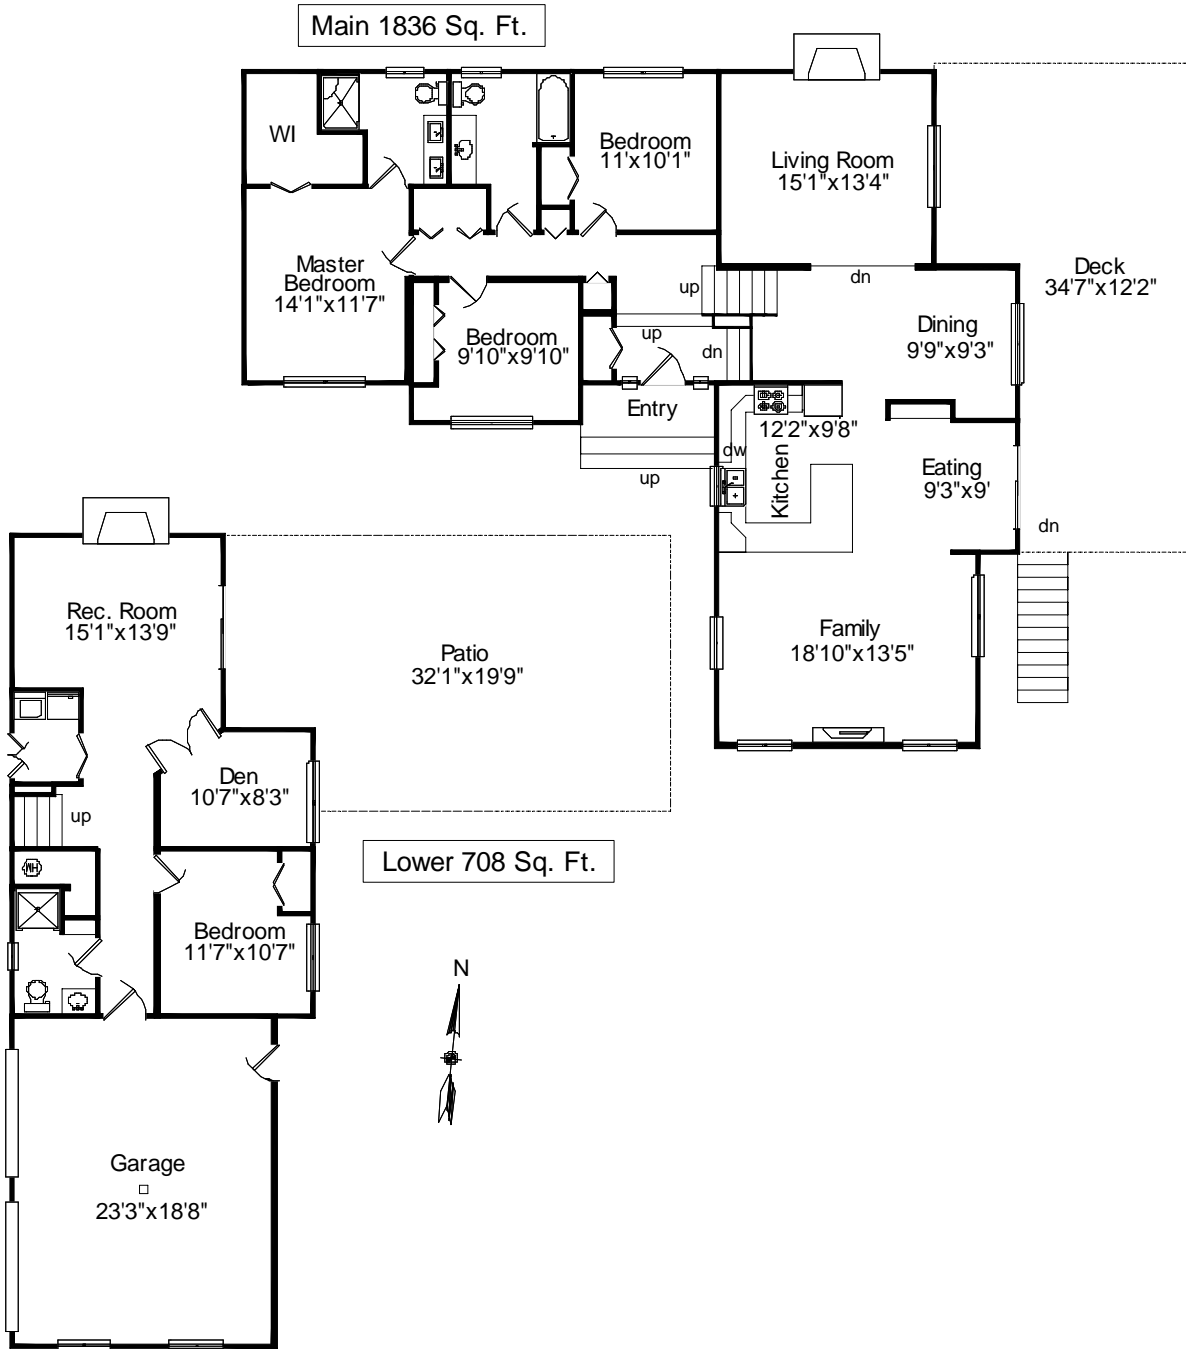 Main 1836 Sq. Ft.
WI
Bedroom
11'x10'1"
Living Room
15'1"x13'4"
Master
Bedroom
14'1"x11'7"
up
dn
Deck
34'7"x12'2"
Bedroom
9'10"x9'10"
up
dn
Dining
9'9"x9'3"
Entry
up
12'2"x9'8"
dw
Kitchen
Eating
9'3"x9'
dn
Family
18'10"x13'5"
Rec. Room
15'1"x13'9"
Patio
32'1"x19'9"
Den
10'7"x8'3"
up
Lower 708 Sq. Ft.
HW
Bedroom
11'7"x10'7"
N
Garage
23'3"x18'8"